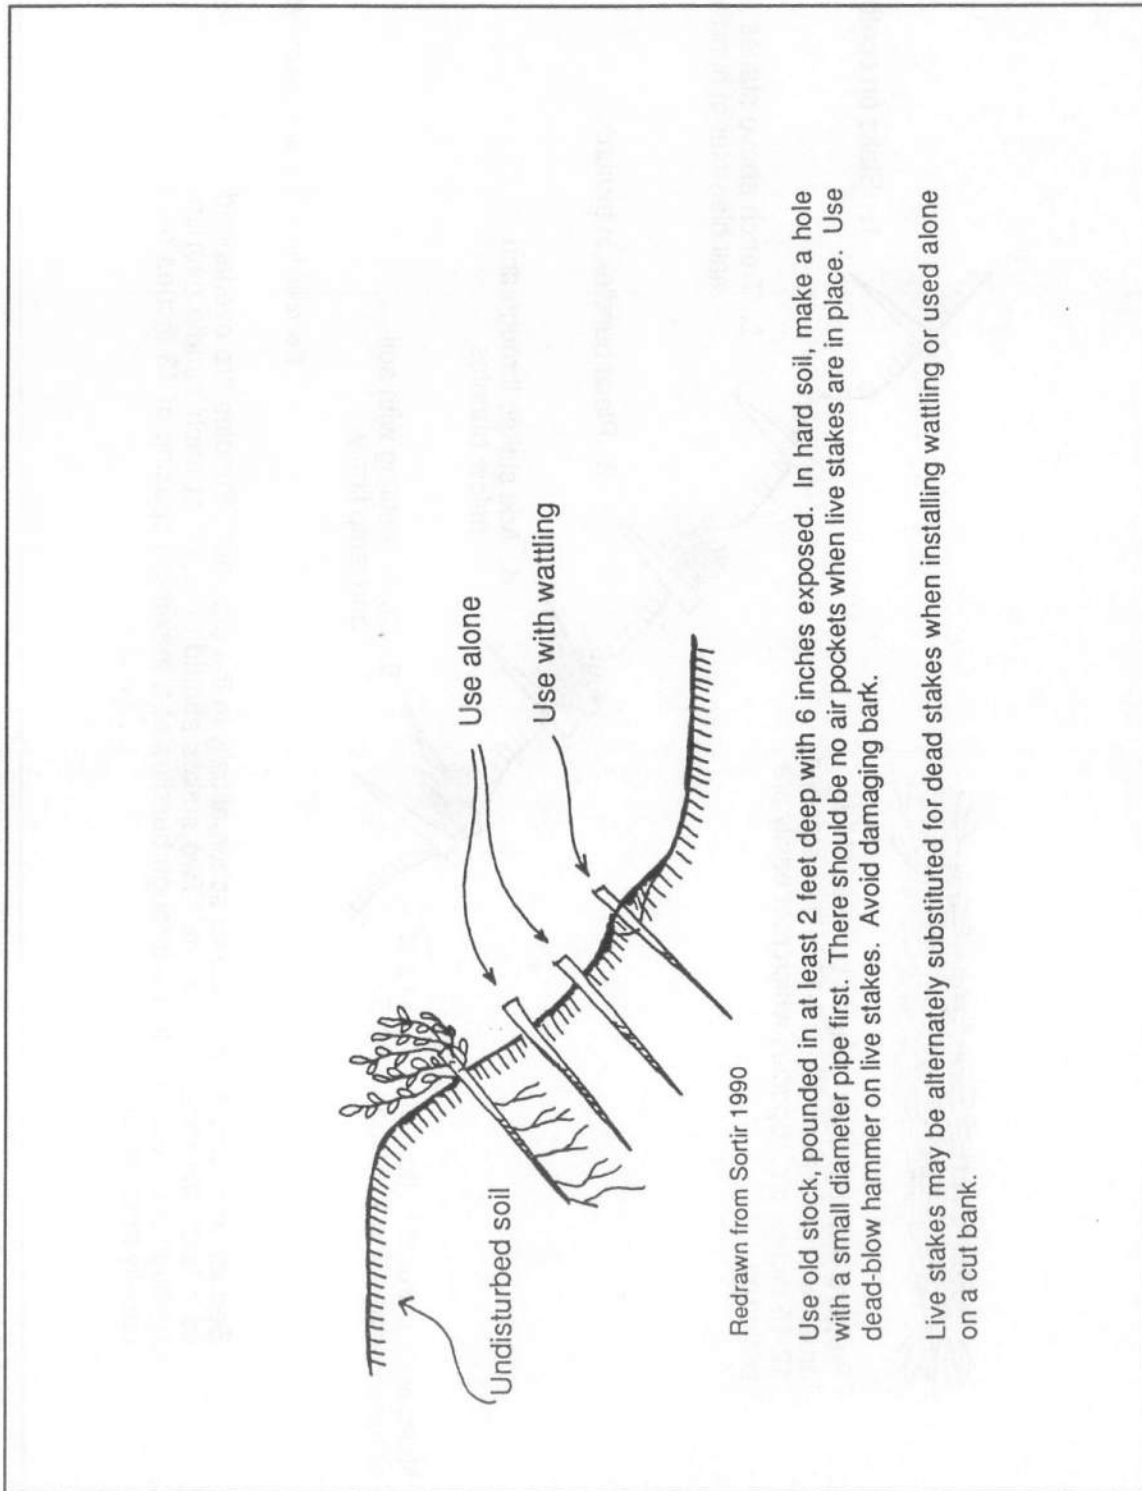 Undisturbed soil
Use alone
Use with wattling
Redrawn from Sortir 1990
Use old stock, pounded in at least 2 feet deep with 6 inches exposed. In hard soil, make a hole
with a small diameter pipe first. There should be no air pockets when live stakes are in place. Use
dead-blow hammer on live stakes. Avoid damaging bark.
Live stakes may be alternately substituted for dead stakes when installing wattling or used alone
on a cut bank.